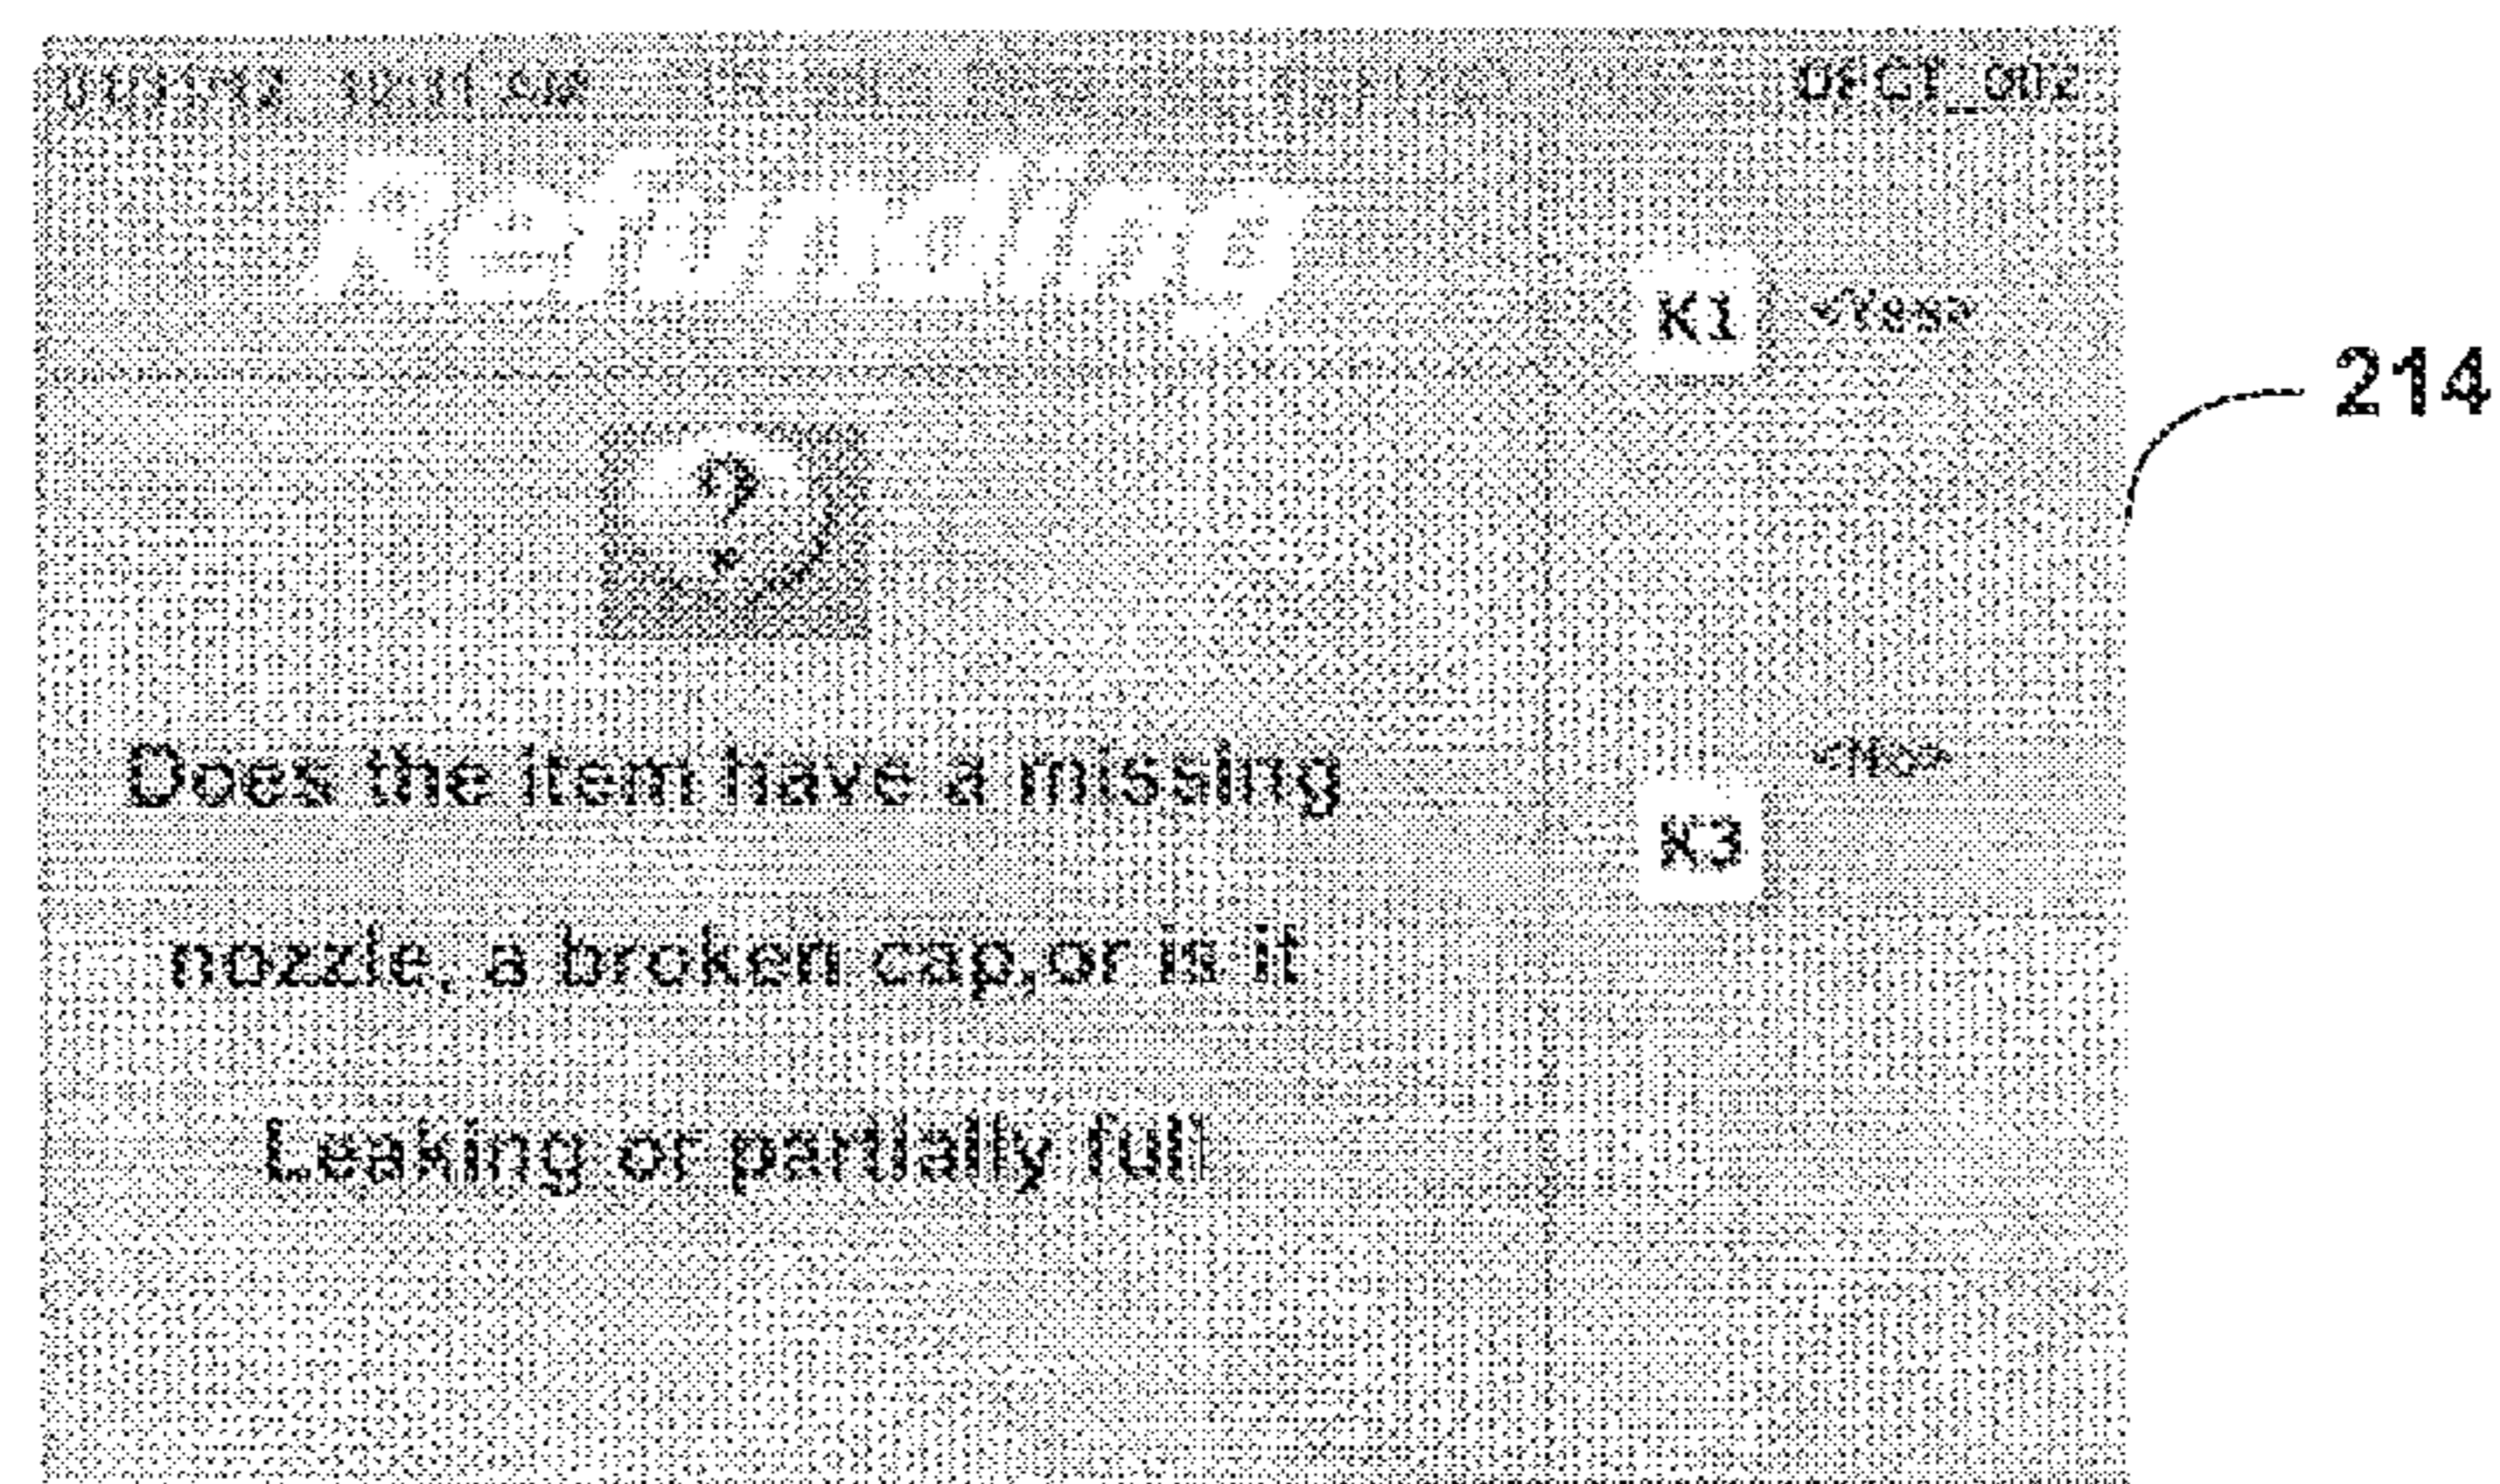 DFCT_002
Refunding
K1 <Yes>
214
?
Does the item have a missing
<No>
K3
nozzle, a broken cap,or is it
Leaking or partially full